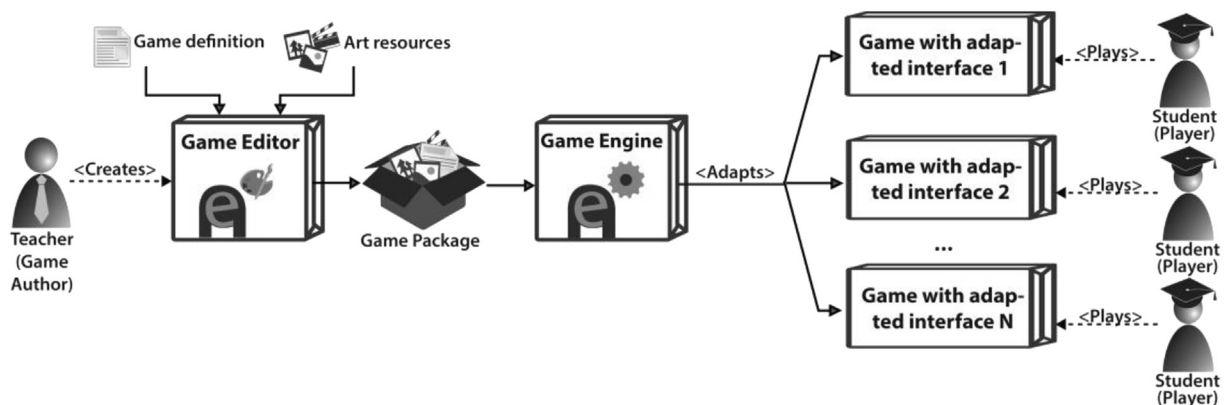 Game definition
Art resources
Game Editor
e
<Creates>
Teacher
(Game
Author)
Game Package
Game Engine
e
<Adapts>
Game with adap-
ted interface 1
<Plays>
Student
(Player)
Game with adap-
ted interface 2
<Plays>
Student
(Player)
...
Game with adap-
ted interface N
<Plays>
Student
(Player)